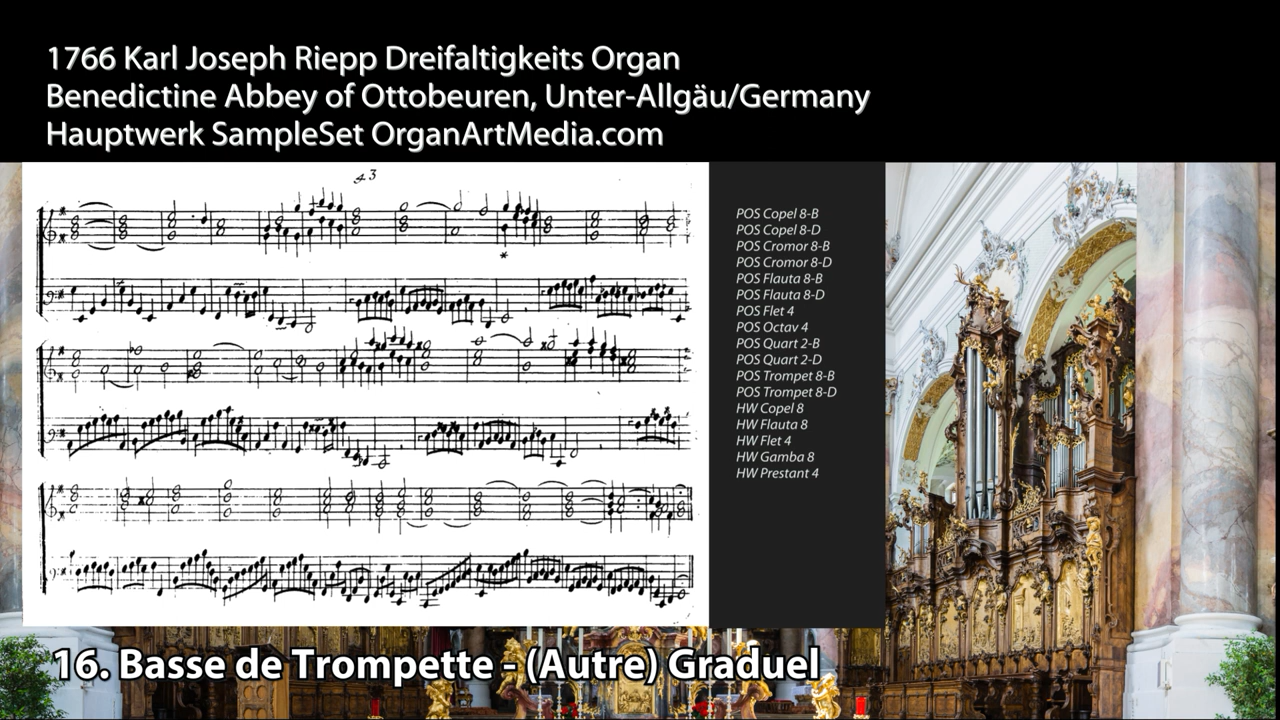 1766 Karl Joseph Riepp Dreifaltigkeits Organ
Benedictine Abbey of Ottobeuren, Unter-Allgäu/Germany
Hauptwerk SampleSet OrganArtMedia.com
43
*
POS Copel 8-B
POS Copel 8-D
POS Cromor 8-B
POS Cromor 8-D
POS Flauta 8-B
POS Flauta 8-D
POS Flet 4
POS Octav 4
POS Quart 2-B
POS Quart 2-D
POS Trompet 8-B
POS Trompet 8-D
HW Copel 8
HW Flauta 8
HW Flet 4
HW Gamba 8
HW Prestant 4
16. Basse de Trompette - (Autre) Graduel